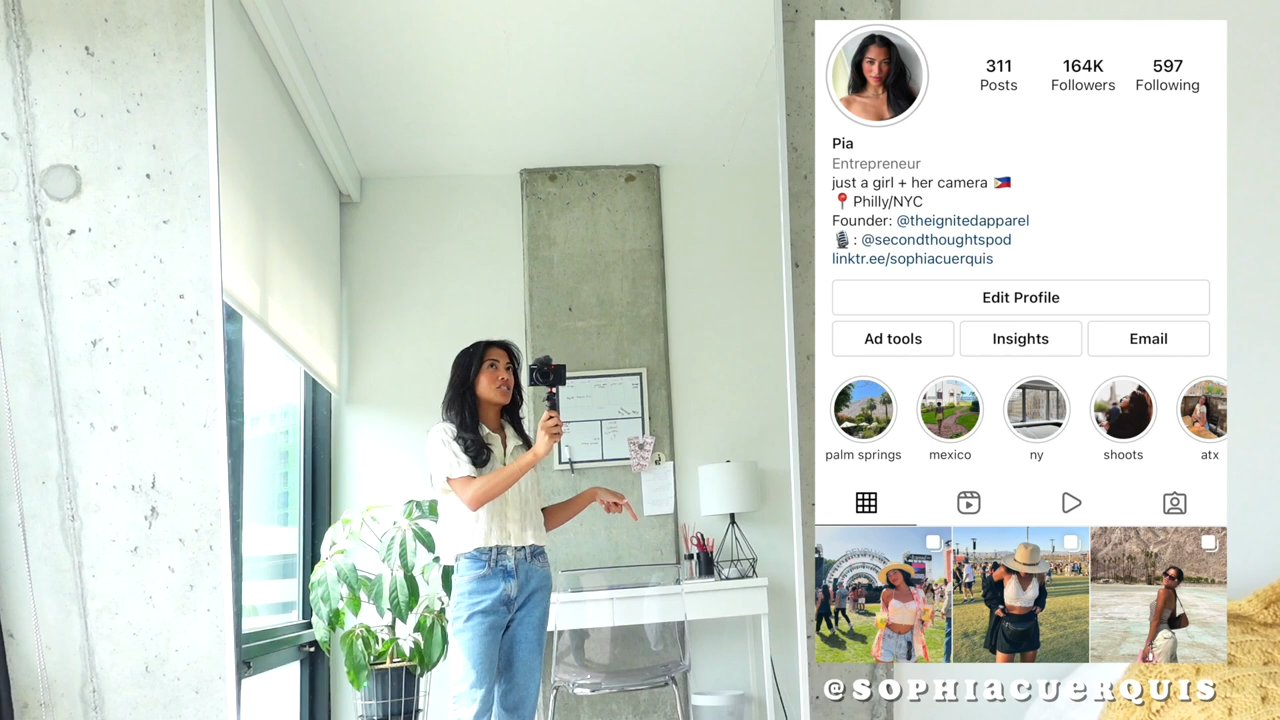 311 164K 597
Posts Followers Following
Pia
Entrepreneur
just a girl + her camera 🇵🇭
📍 Philly/NYC
Founder: @theignitedapparel
🎙️ : @secondthoughtspod
linktr.ee/sophiacuerquis
Edit Profile
Ad tools Insights Email
palm springs mexico ny shoots atx
@SOPHIACUERQUIS